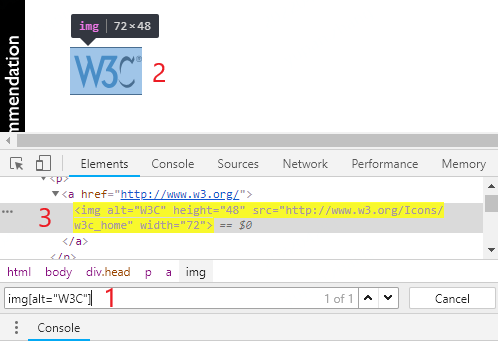 img 72×48
W3C®
2
mmendation
Elements Console Sources Network Performance Memory
<p>
<a href="http://www.w3.org/">
3
<img alt="W3C" height="48" src="http://www.w3.org/Icons/
w3c_home" width="72"> == $0
</a>
</p>
html body div.head p a img
img[alt="W3C"] 1 1 of 1 Cancel
Console